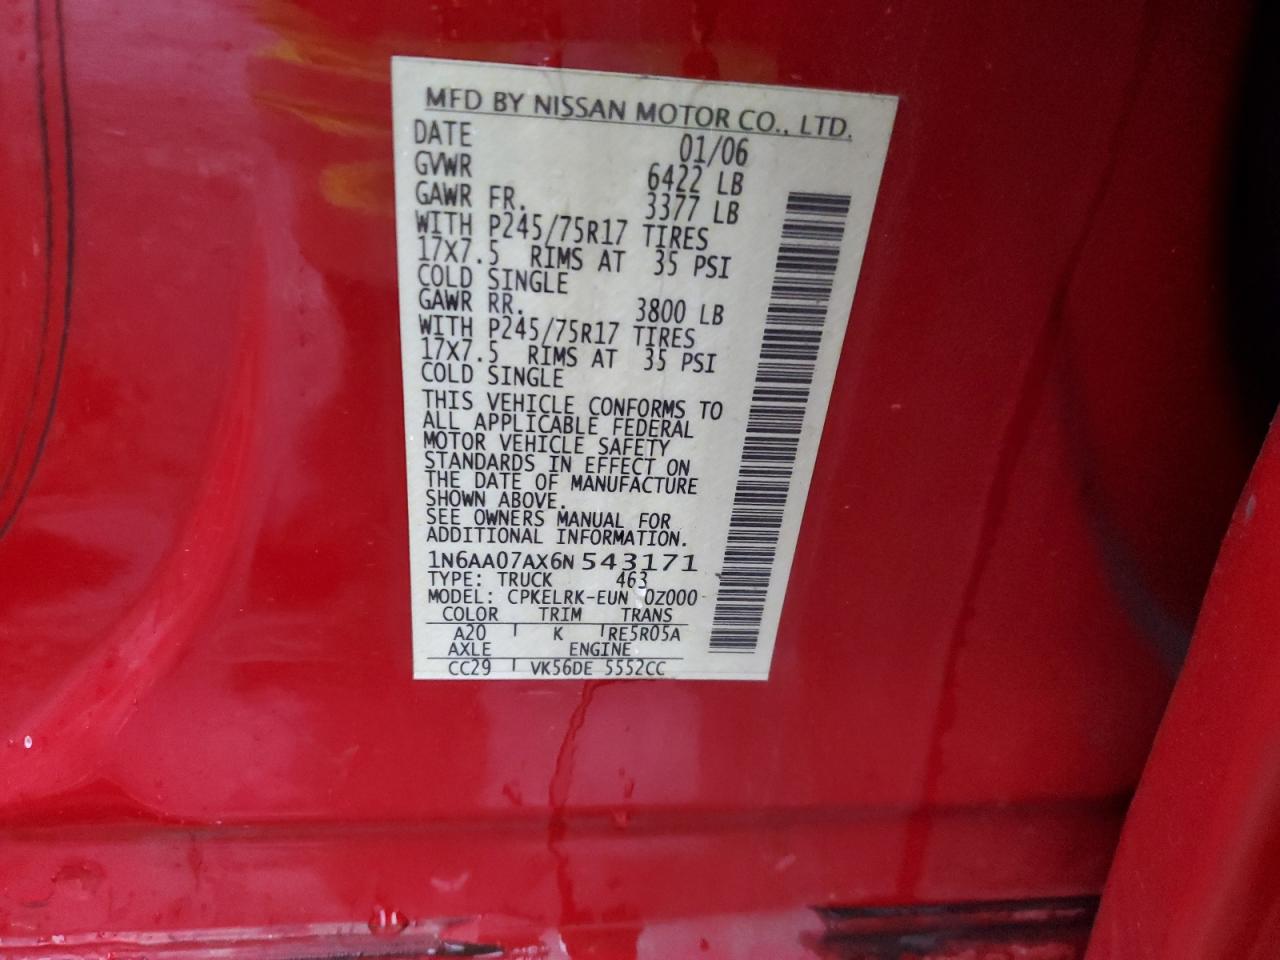 MFD BY NISSAN MOTOR CO., LTD.
DATE 01/06
GVWR 6422 LB
GAWR FR. 3377 LB
WITH P245/75R17 TIRES
17X7.5 RIMS AT 35 PSI
COLD SINGLE
GAWR RR. 3800 LB
WITH P245/75R17 TIRES
17X7.5 RIMS AT 35 PSI
COLD SINGLE
THIS VEHICLE CONFORMS TO
ALL APPLICABLE FEDERAL
MOTOR VEHICLE SAFETY
STANDARDS IN EFFECT ON
THE DATE OF MANUFACTURE
SHOWN ABOVE.
SEE OWNERS MANUAL FOR
ADDITIONAL INFORMATION.
1N6AA07AX6N 543171
TYPE: TRUCK 463
MODEL: CPKELRK-EUN 0Z000
COLOR TRIM TRANS
A20 K RE5R05A
AXLE ENGINE
CC29 VK56DE 5552CC